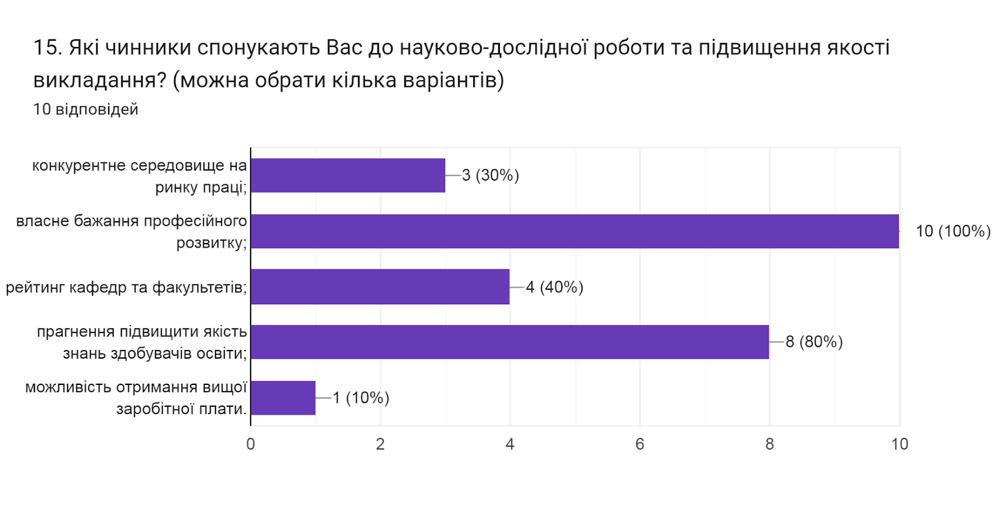 15. Які чинники спонукають Вас до науково-дослідної роботи та підвищення якості
викладання? (можна обрати кілька варіантів)
10 відповідей
конкурентне середовище на
ринку праці;
3 (30%)
власне бажання професійного
розвитку;
10 (100%)
рейтинг кафедр та факультетів;
4 (40%)
прагнення підвищити якість
знань здобувачів освіти;
8 (80%)
можливість отримання вищої
заробітної плати.
1 (10%)
0 2 4 6 8 10